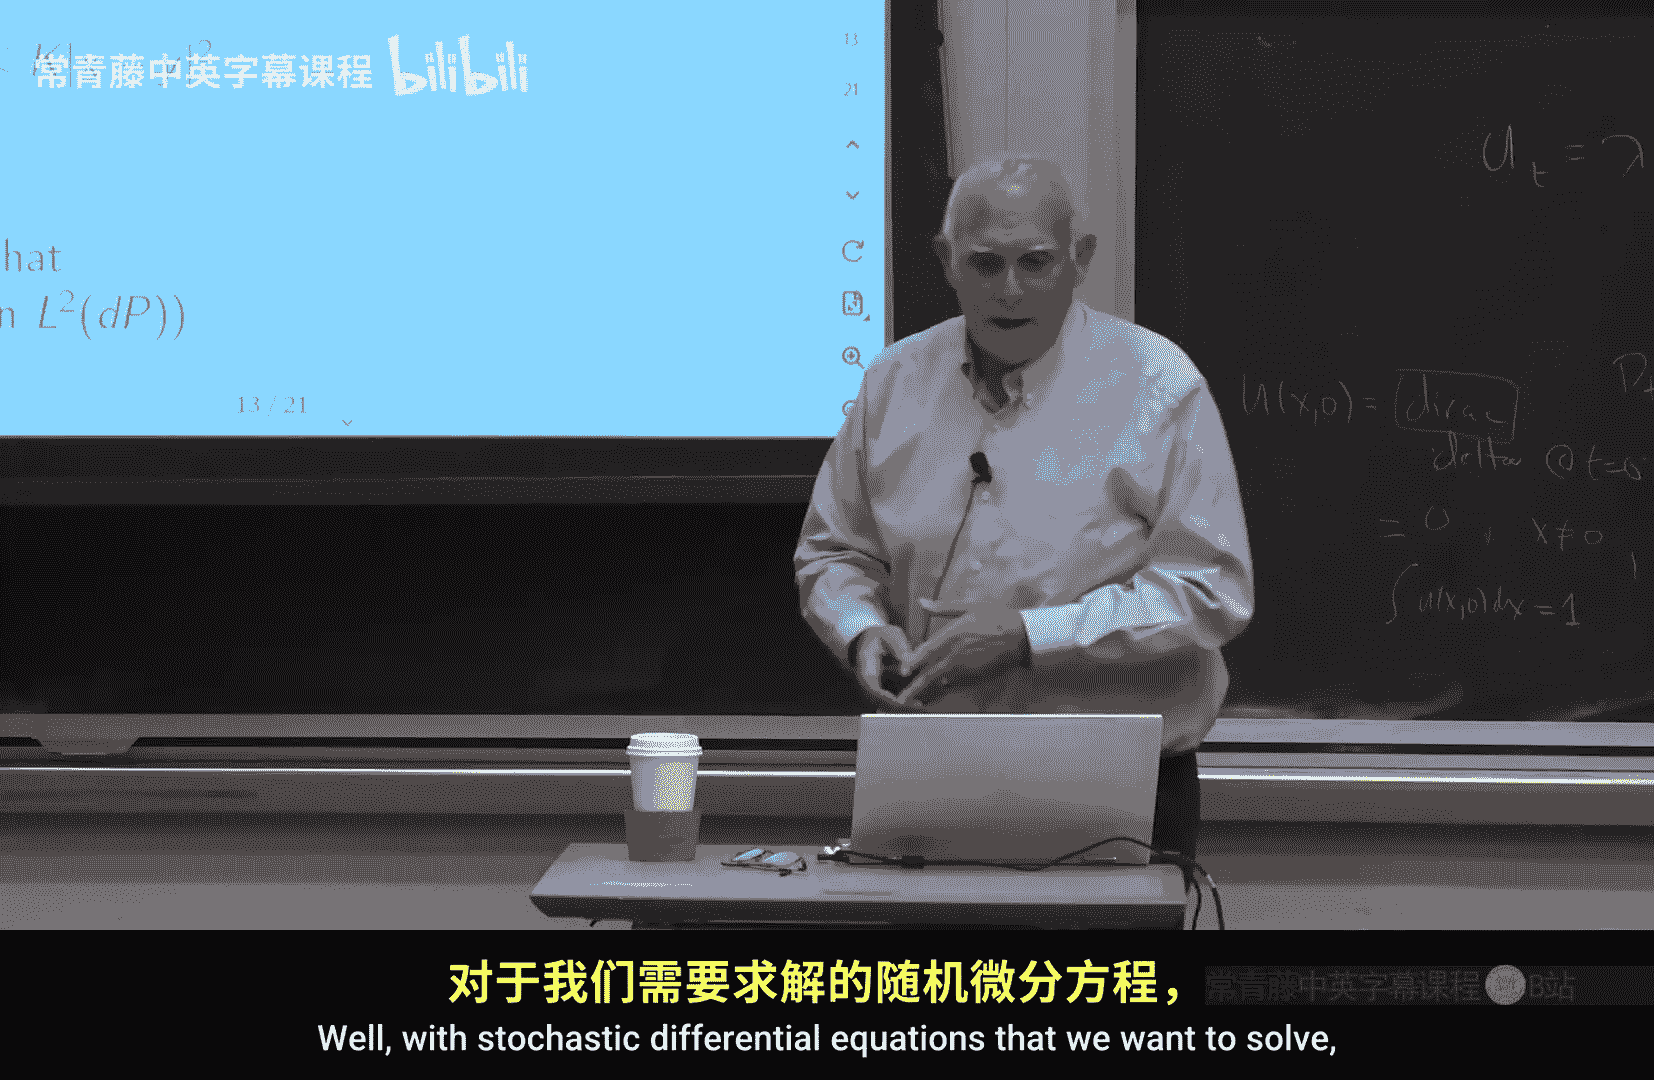 常青藤中英字幕课程 bilibili
hat
n L²(dP))
13 / 21
13
21
U_t = λ
U(x,0) = dirac
delta @ t=0
= 0 , x ≠ 0
∫ u(x,0) dx = 1
对于我们需要求解的随机微分方程，
常青藤中英字幕课程 B站
Well, with stochastic differential equations that we want to solve,